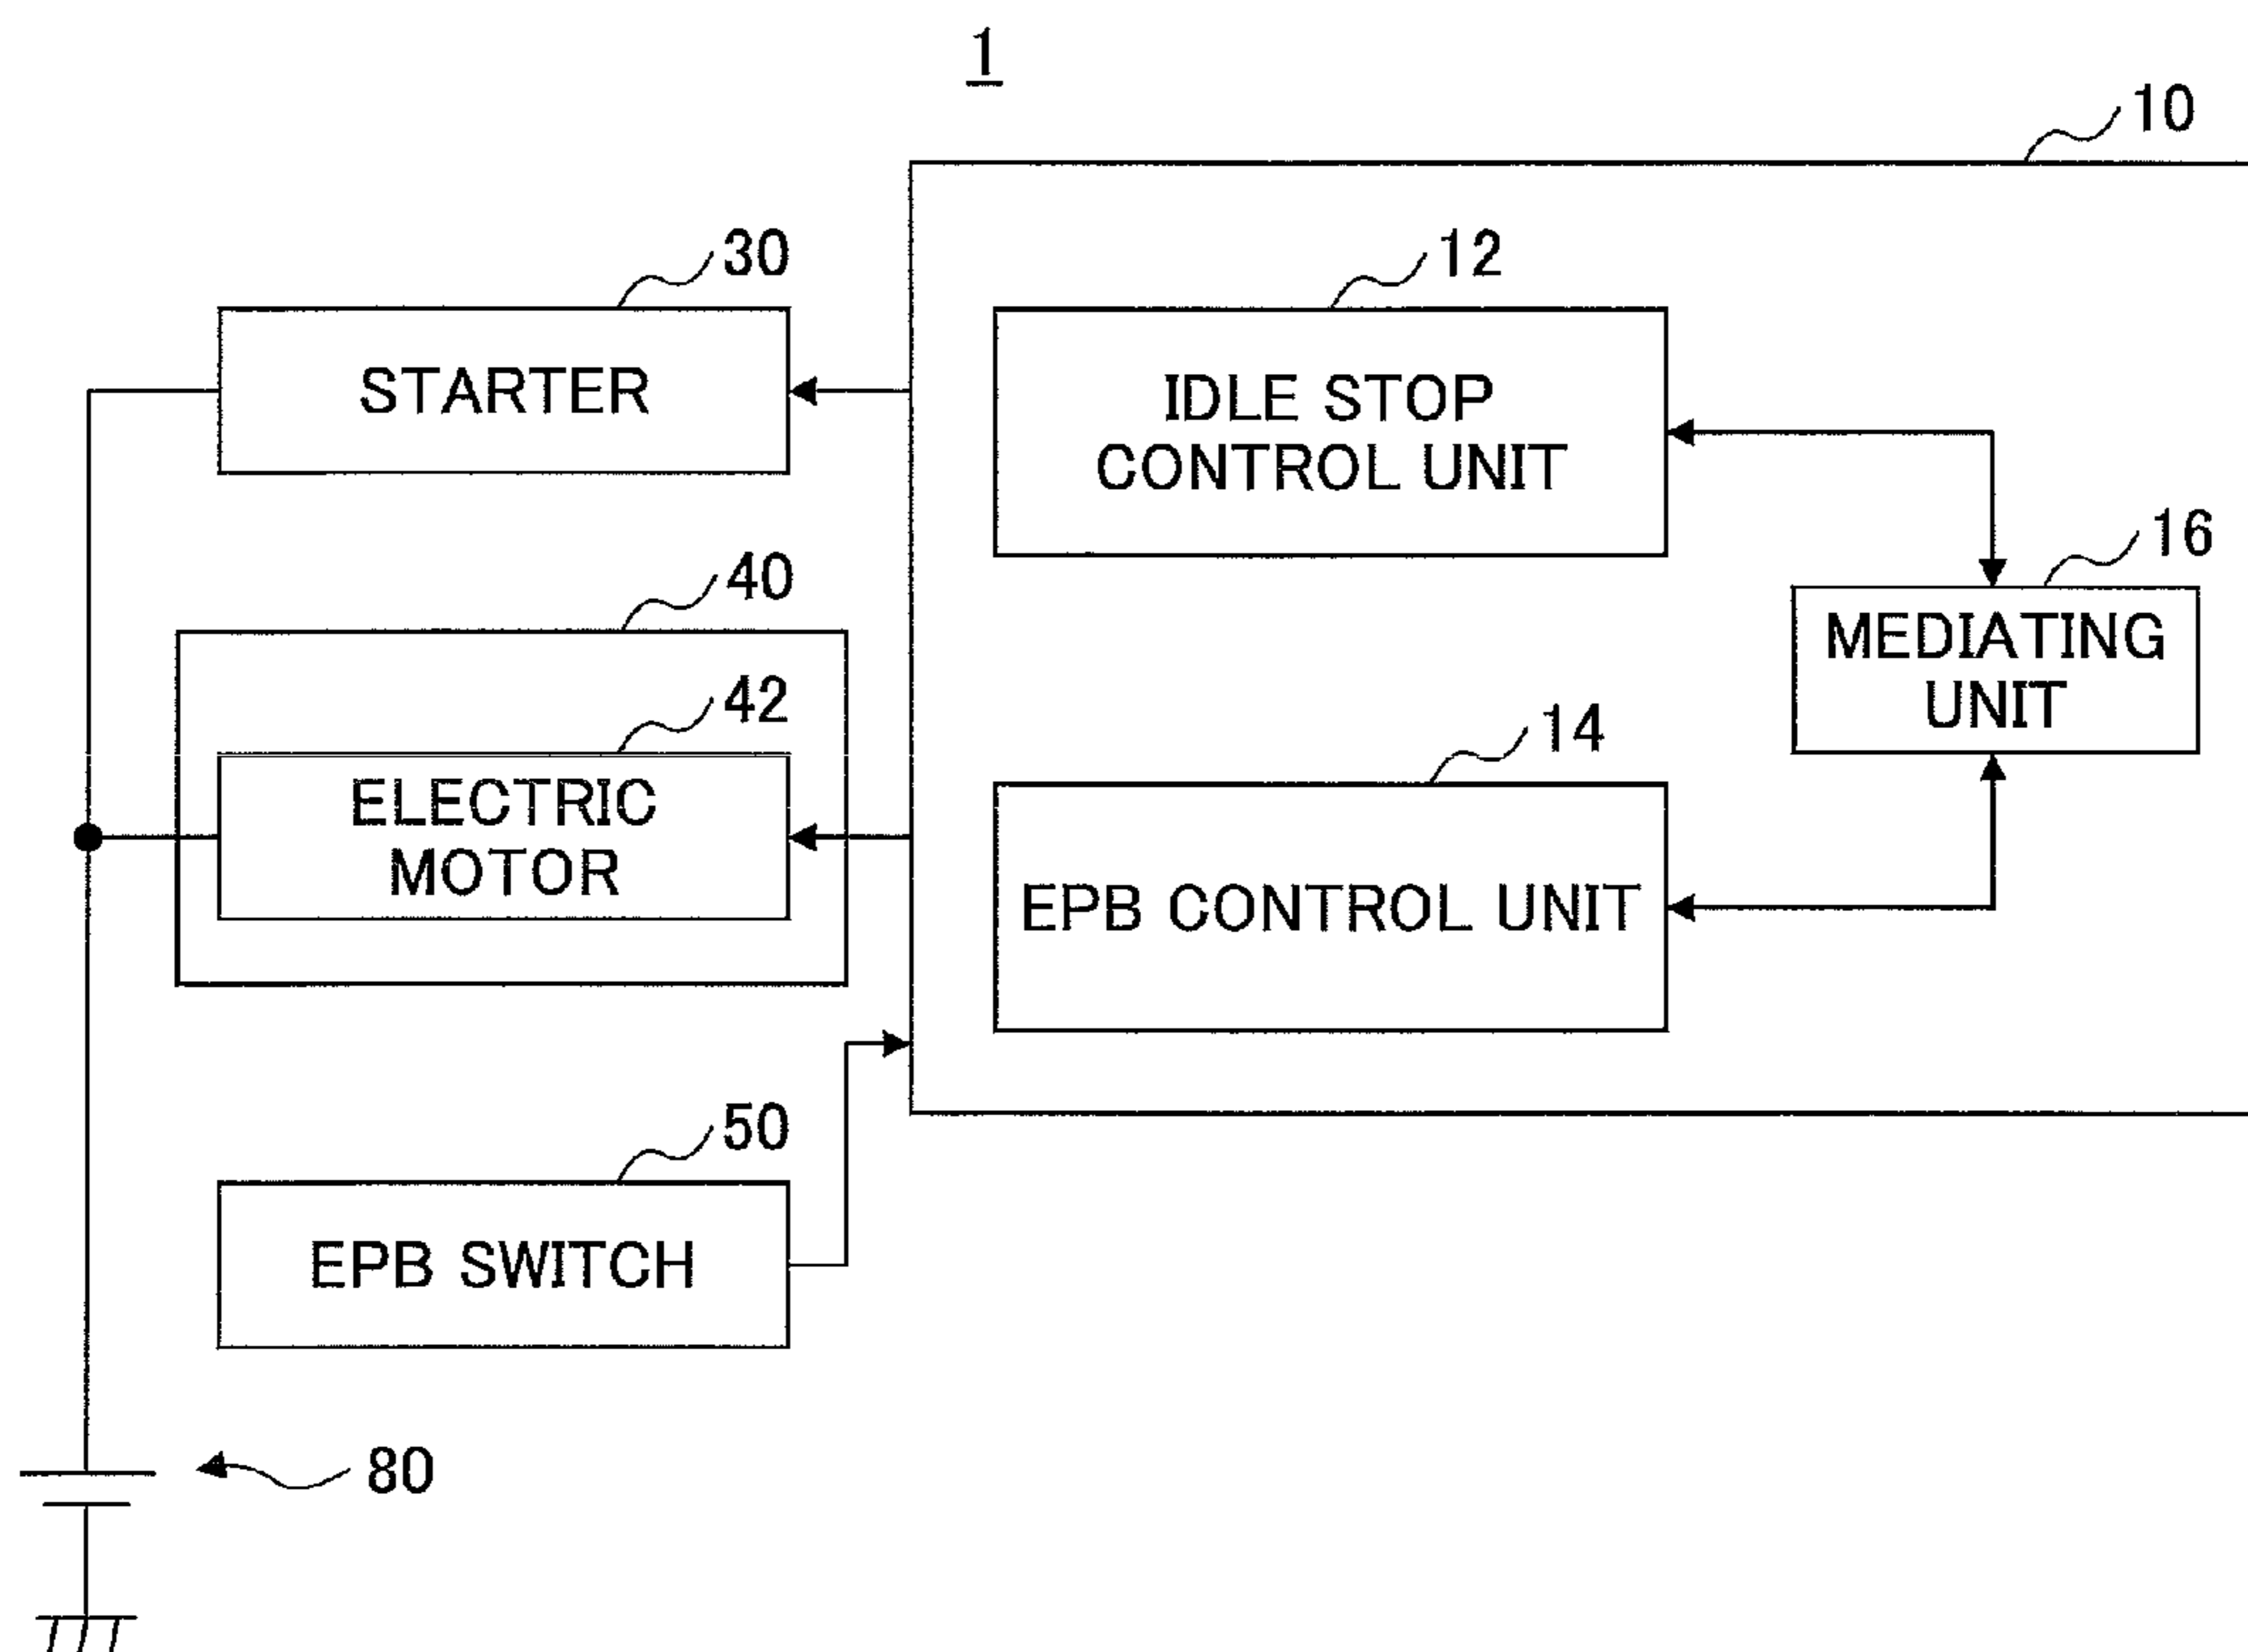 1
10
30
STARTER
12
IDLE STOP
CONTROL UNIT
16
MEDIATING
UNIT
40
42
ELECTRIC
MOTOR
14
EPB CONTROL UNIT
50
EPB SWITCH
80